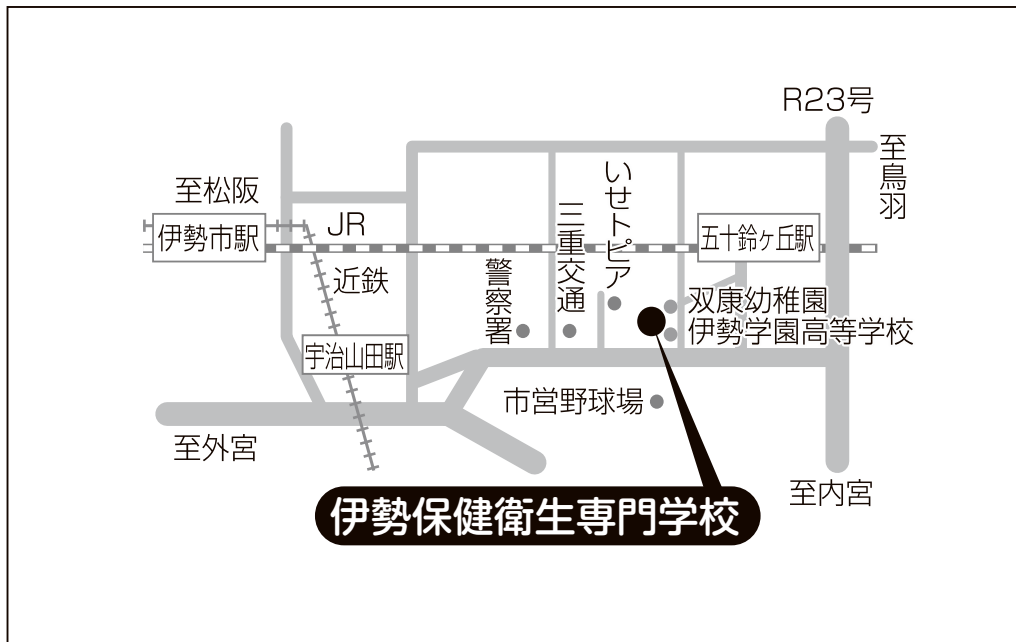 R23号
至鳥羽
至松阪
伊勢市駅
JR
近鉄
いせトピア
三重交通
警察署
五十鈴ヶ丘駅
双康幼稚園
伊勢学園高等学校
宇治山田駅
市営野球場
至外宮
至内宮
伊勢保健衛生専門学校